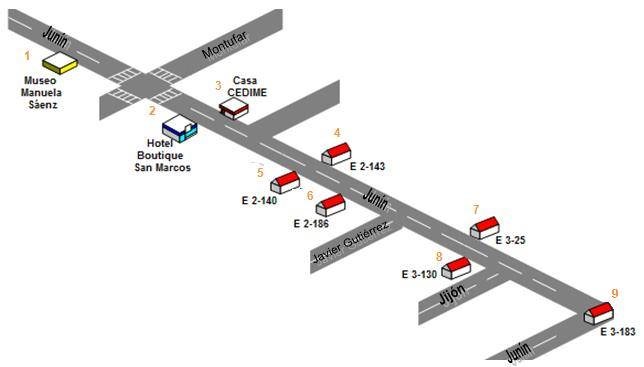 Junín
Montufar
1
Museo
Manuela
Sáenz
2
Hotel
Boutique
San Marcos
3
Casa
CEDIME
4
E 2-143
5
E 2-140
6
E 2-186
Junín
Javier Gutiérrez
7
E 3-25
8
E 3-130
Jijón
9
E 3-183
Junín